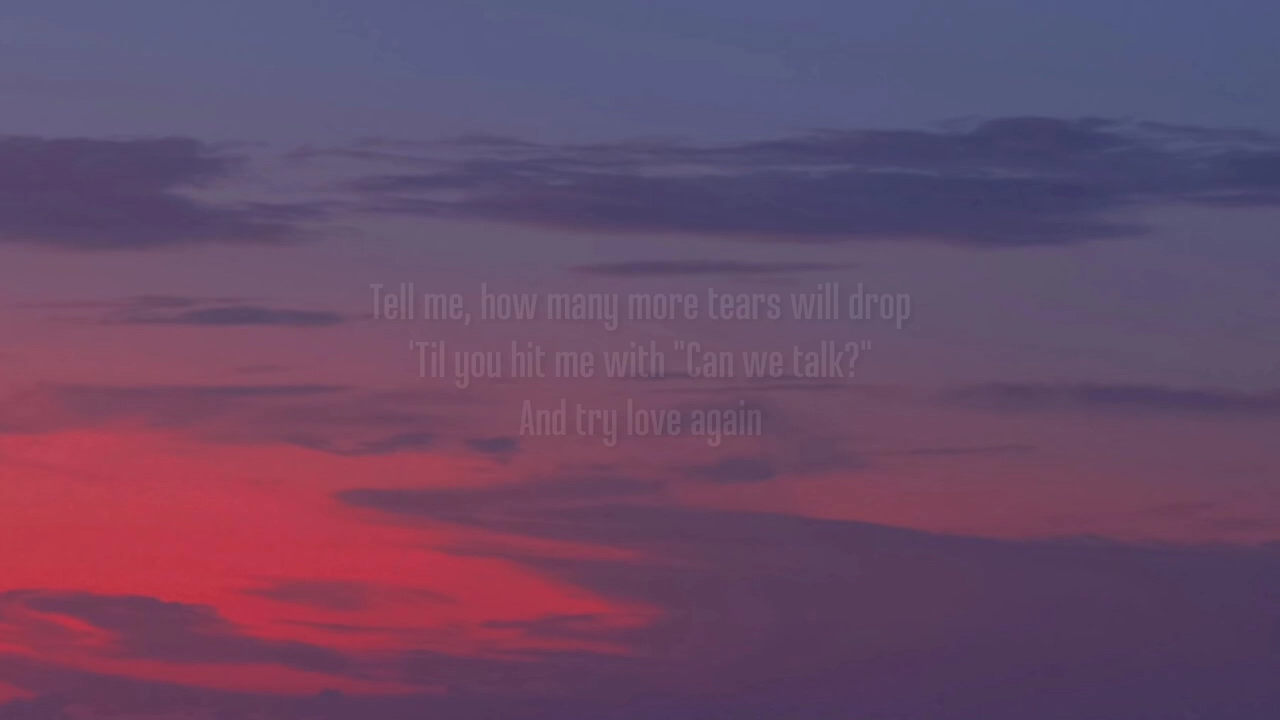 Tell me, how many more tears will drop
'Til you hit me with "Can we talk?"
And try love again